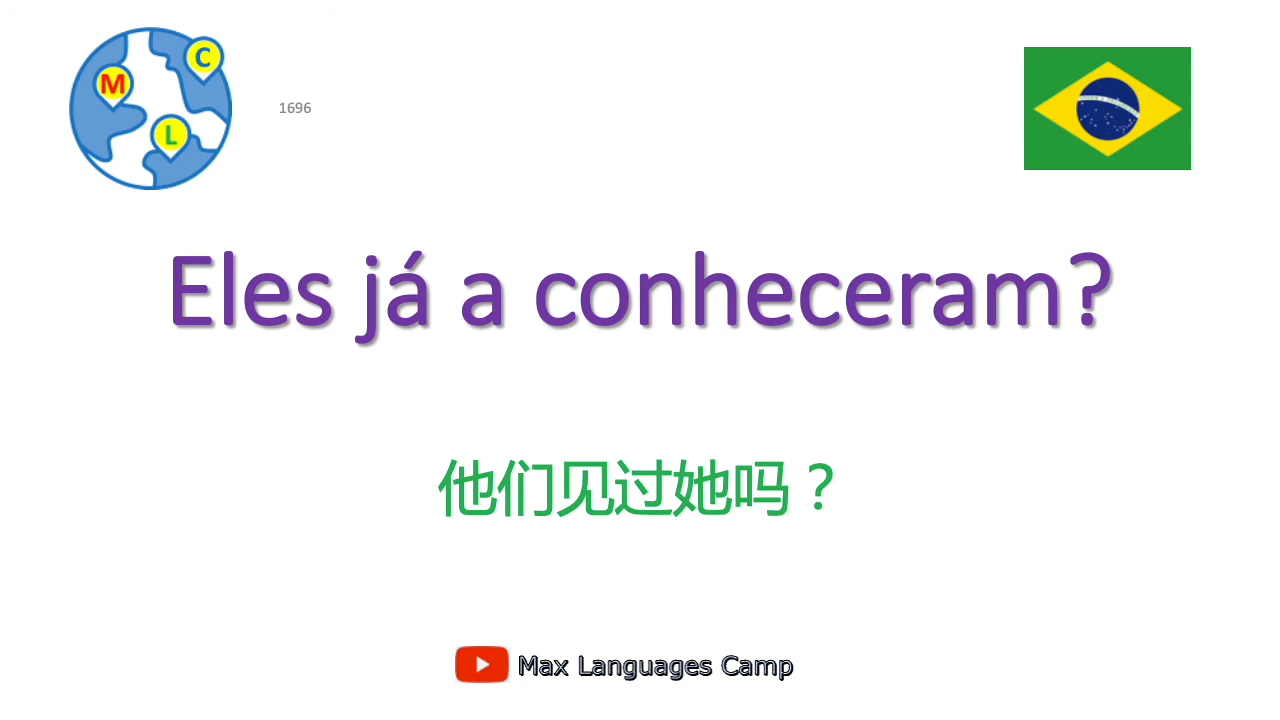 M
C
L
1696
Eles já a conheceram?
他们见过她吗？
Max Languages Camp